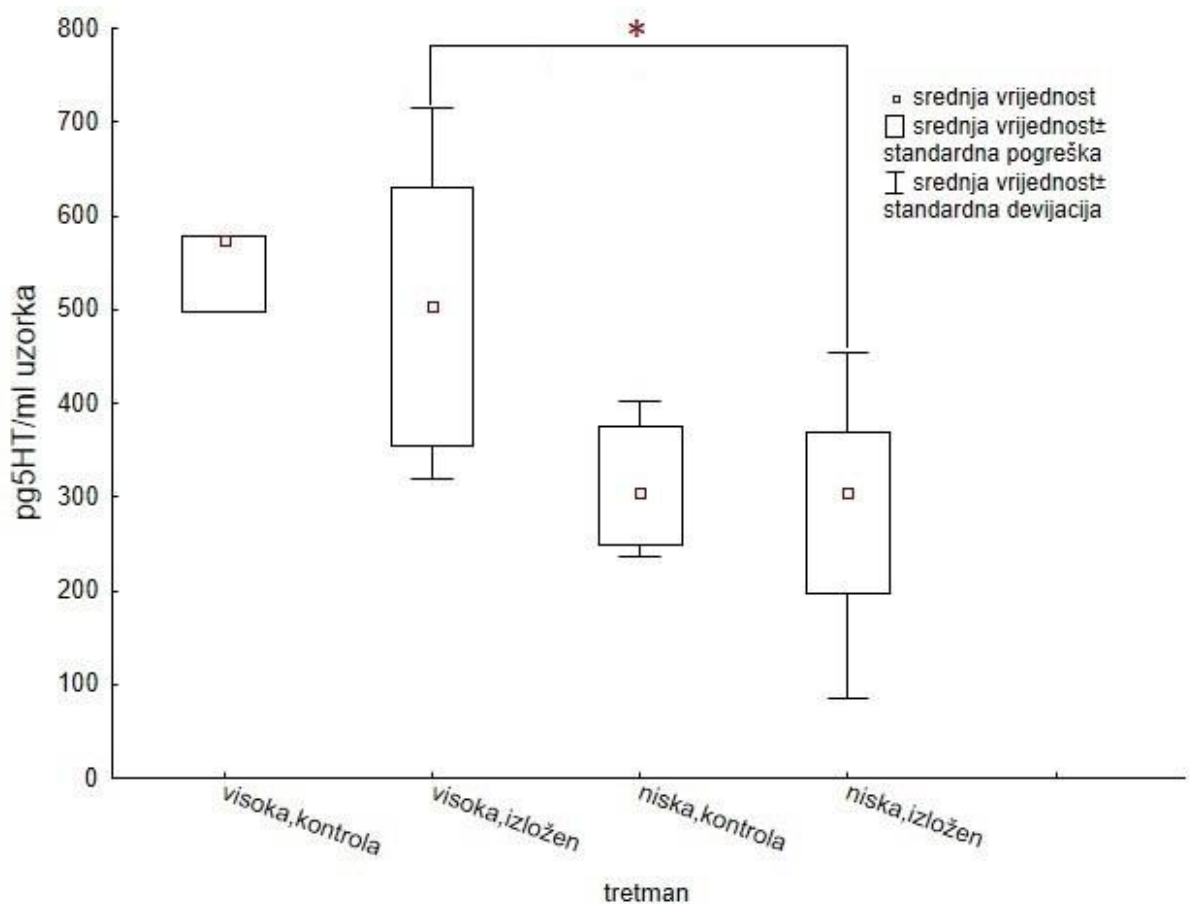 800
700
600
500
400
300
200
100
0
pg5HT/ml uzorka
*
srednja vrijednost
srednja vrijednost±
standardna pogreška
srednja vrijednost±
standardna devijacija
visoka,kontrola
visoka,izložen
niska,kontrola
niska,izložen
tretman